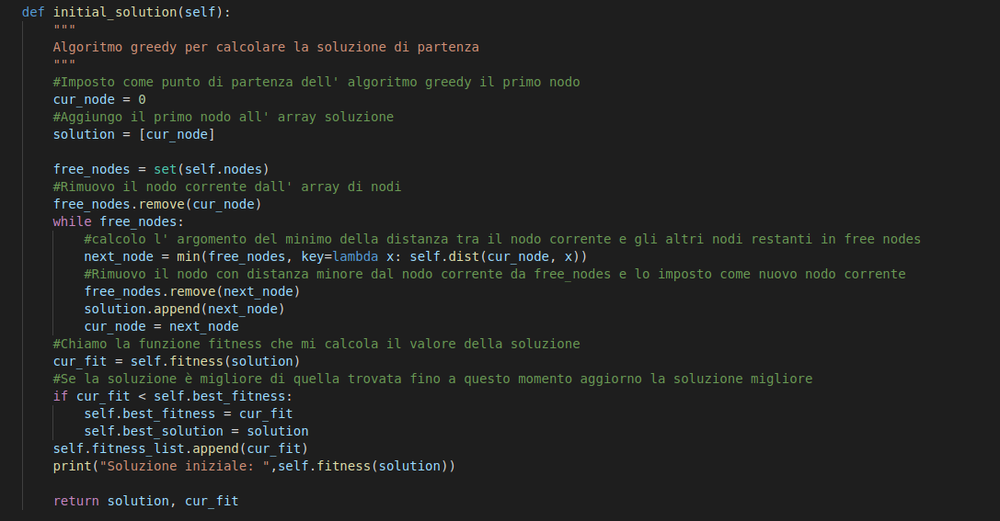 def initial_solution(self):
    """
    Algoritmo greedy per calcolare la soluzione di partenza
    """
    #Imposto come punto di partenza dell' algoritmo greedy il primo nodo
    cur_node = 0
    #Aggiungo il primo nodo all' array soluzione
    solution = [cur_node]

    free_nodes = set(self.nodes)
    #Rimuovo il nodo corrente dall' array di nodi
    free_nodes.remove(cur_node)
    while free_nodes:
        #calcolo l' argomento del minimo della distanza tra il nodo corrente e gli altri nodi restanti in free nodes
        next_node = min(free_nodes, key=lambda x: self.dist(cur_node, x))
        #Rimuovo il nodo con distanza minore dal nodo corrente da free_nodes e lo imposto come nuovo nodo corrente
        free_nodes.remove(next_node)
        solution.append(next_node)
        cur_node = next_node
    #Chiamo la funzione fitness che mi calcola il valore della soluzione
    cur_fit = self.fitness(solution)
    #Se la soluzione è migliore di quella trovata fino a questo momento aggiorno la soluzione migliore
    if cur_fit < self.best_fitness:
        self.best_fitness = cur_fit
        self.best_solution = solution
    self.fitness_list.append(cur_fit)
    print("Soluzione iniziale: ",self.fitness(solution))

    return solution, cur_fit